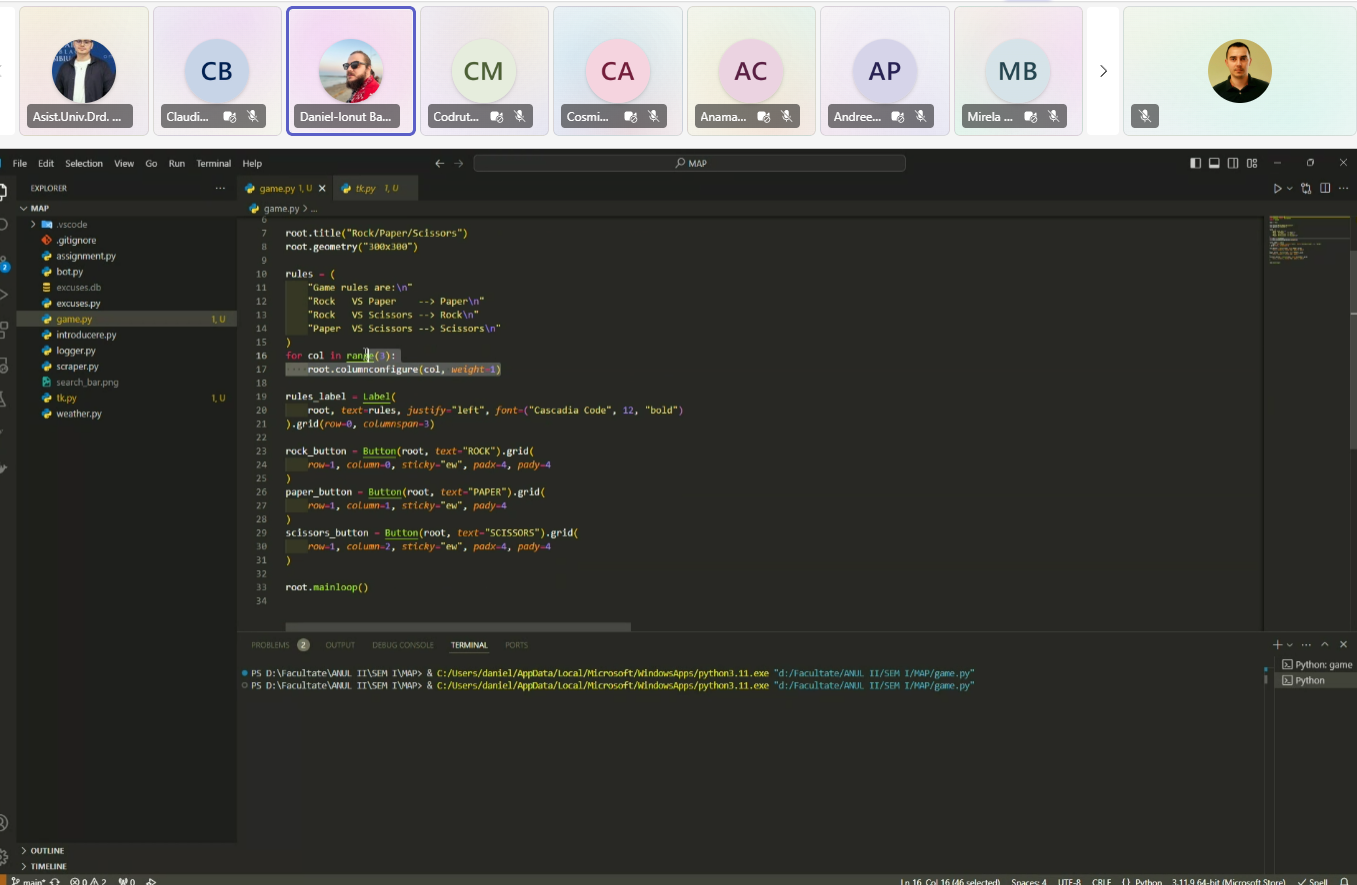 CB
CM
CA
AC
AP
MB
Asist.Univ.Drd. ...
Claudi...
Daniel-Ionut Ba...
Codrut...
Cosmi...
Anama...
Andree...
Mirela ...
File Edit Selection View Go Run Terminal Help
MAP
EXPLORER
game.py 1, U
tk.py 1, U
MAP
game.py > ...
.vscode
.gitignore
assignment.py
bot.py
excuses.db
excuses.py
game.py 1, U
introducere.py
logger.py
scraper.py
search_bar.png
tk.py 1, U
weather.py
2
6
7 root.title("Rock/Paper/Scissors")
8 root.geometry("300x300")
9
10 rules = (
11 "Game rules are:\n"
12 "Rock   VS Paper    --> Paper\n"
13 "Rock   VS Scissors --> Rock\n"
14 "Paper  VS Scissors --> Scissors\n"
15 )
16 for col in range(3):
17 ····root.columnconfigure(col, weight=1)
18
19 rules_label = Label(
20 root, text=rules, justify="left", font=("Cascadia Code", 12, "bold")
21 ).grid(row=0, columnspan=3)
22
23 rock_button = Button(root, text="ROCK").grid(
24 row=1, column=0, sticky="ew", padx=4, pady=4
25 )
26 paper_button = Button(root, text="PAPER").grid(
27 row=1, column=1, sticky="ew", pady=4
28 )
29 scissors_button = Button(root, text="SCISSORS").grid(
30 row=1, column=2, sticky="ew", padx=4, pady=4
31 )
32
33 root.mainloop()
34
PROBLEMS 2 OUTPUT DEBUG CONSOLE TERMINAL PORTS
PS D:\Facultate\ANUL II\SEM I\MAP> & C:/Users/daniel/AppData/Local/Microsoft/WindowsApps/python3.11.exe "d:/Facultate/ANUL II/SEM I/MAP/game.py"
PS D:\Facultate\ANUL II\SEM I\MAP> & C:/Users/daniel/AppData/Local/Microsoft/WindowsApps/python3.11.exe "d:/Facultate/ANUL II/SEM I/MAP/game.py"
Python: game
Python
OUTLINE
TIMELINE
main* 0 2 0
Ln 16, Col 16 (46 selected) Spaces: 4 UTF-8 CRLF Python 3.11.9 64-bit (Microsoft Store) Spell